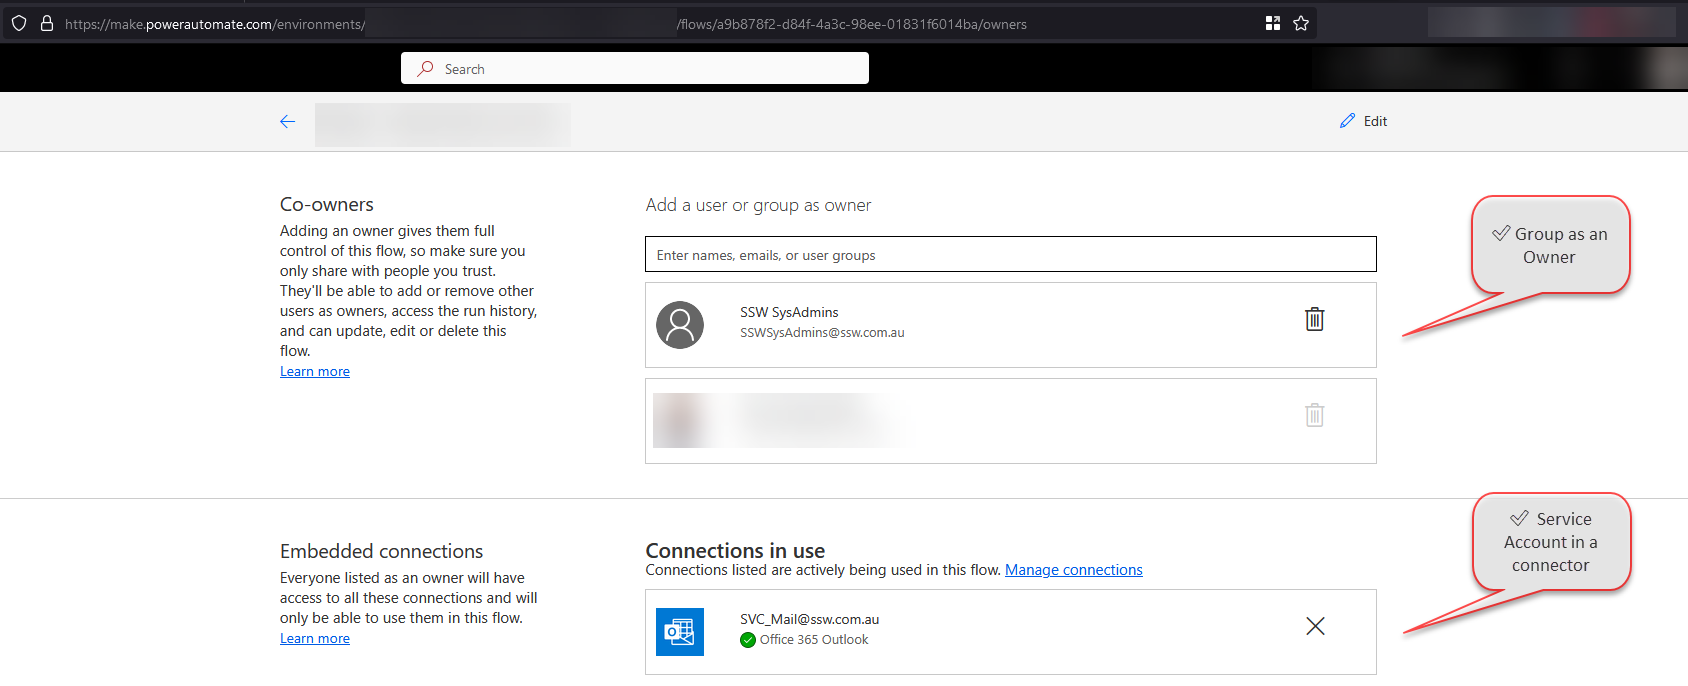 https://make.powerautomate.com/environments/
/flows/a9b878f2-d84f-4a3c-98ee-01831f6014ba/owners
Search
Edit
Co-owners
Adding an owner gives them full
control of this flow, so make sure you
only share with people you trust.
They'll be able to add or remove other
users as owners, access the run history,
and can update, edit or delete this
flow.
Learn more
Add a user or group as owner
Enter names, emails, or user groups
SSW SysAdmins
SSWSysAdmins@ssw.com.au
Group as an
Owner
Embedded connections
Everyone listed as an owner will have
access to all these connections and will
only be able to use them in this flow.
Learn more
Connections in use
Connections listed are actively being used in this flow. Manage connections
SVC_Mail@ssw.com.au
Office 365 Outlook
Service
Account in a
connector